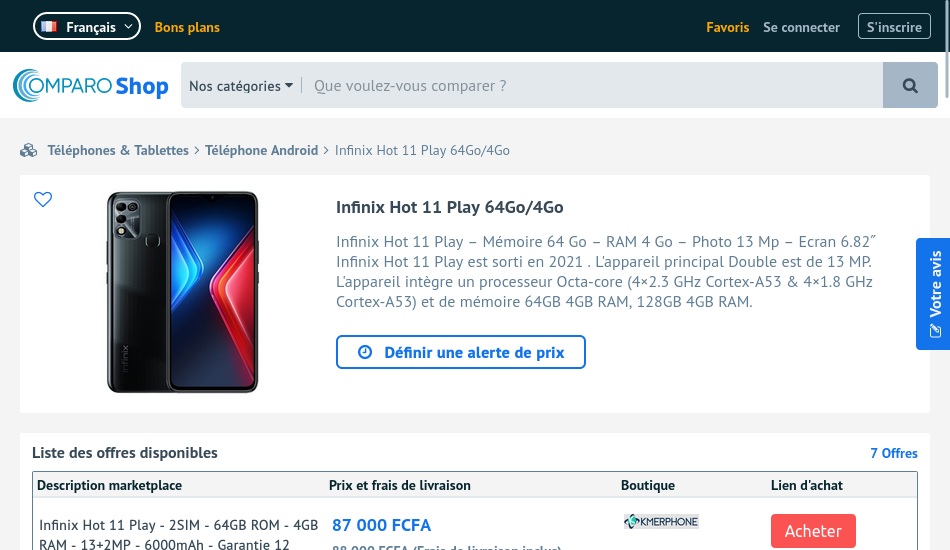 Français
Bons plans
Favoris
Se connecter
S'inscrire
COMPARO Shop
Nos catégories
Que voulez-vous comparer ?
Téléphones & Tablettes > Téléphone Android > Infinix Hot 11 Play 64Go/4Go
Infinix Hot 11 Play 64Go/4Go
Infinix Hot 11 Play – Mémoire 64 Go – RAM 4 Go – Photo 13 Mp – Ecran 6.82″
Infinix Hot 11 Play est sorti en 2021 . L'appareil principal Double est de 13 MP.
L'appareil intègre un processeur Octa-core (4×2.3 GHz Cortex-A53 & 4×1.8 GHz
Cortex-A53) et de mémoire 64GB 4GB RAM, 128GB 4GB RAM.
Définir une alerte de prix
Votre avis
Infinix
Liste des offres disponibles
7 Offres
Description marketplace
Prix et frais de livraison
Boutique
Lien d'achat
Infinix Hot 11 Play - 2SIM - 64GB ROM - 4GB
RAM - 13+2MP - 6000mAh - Garantie 12
87 000 FCFA
88 000 FCFA (Frais de livraison inclus)
KMERPHONE
Acheter